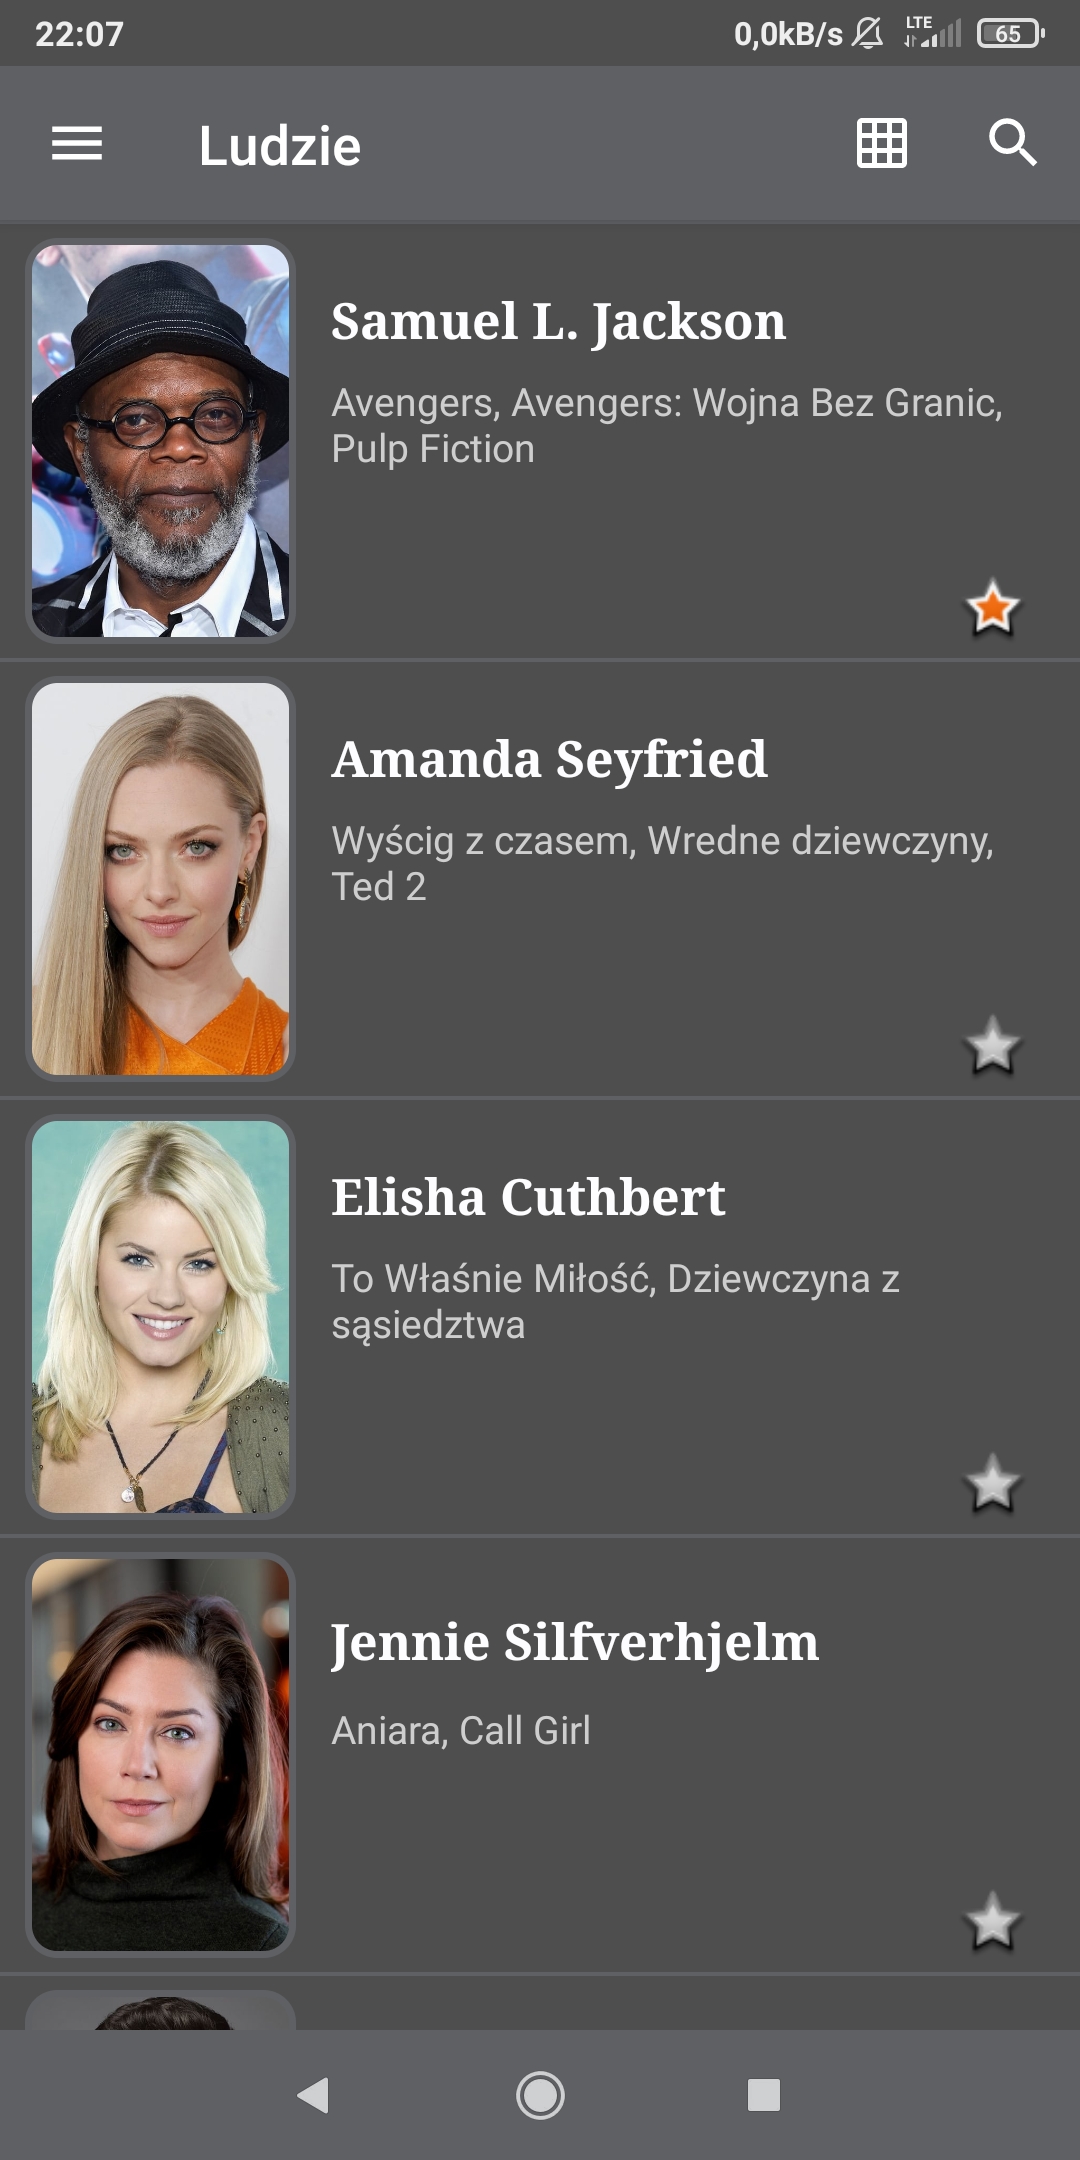 22:07
0,0kB/s LTE 65
Ludzie
Samuel L. Jackson
Avengers, Avengers: Wojna Bez Granic,
Pulp Fiction
Amanda Seyfried
Wyścig z czasem, Wredne dziewczyny,
Ted 2
Elisha Cuthbert
To Właśnie Miłość, Dziewczyna z
sąsiedztwa
Jennie Silfverhjelm
Aniara, Call Girl